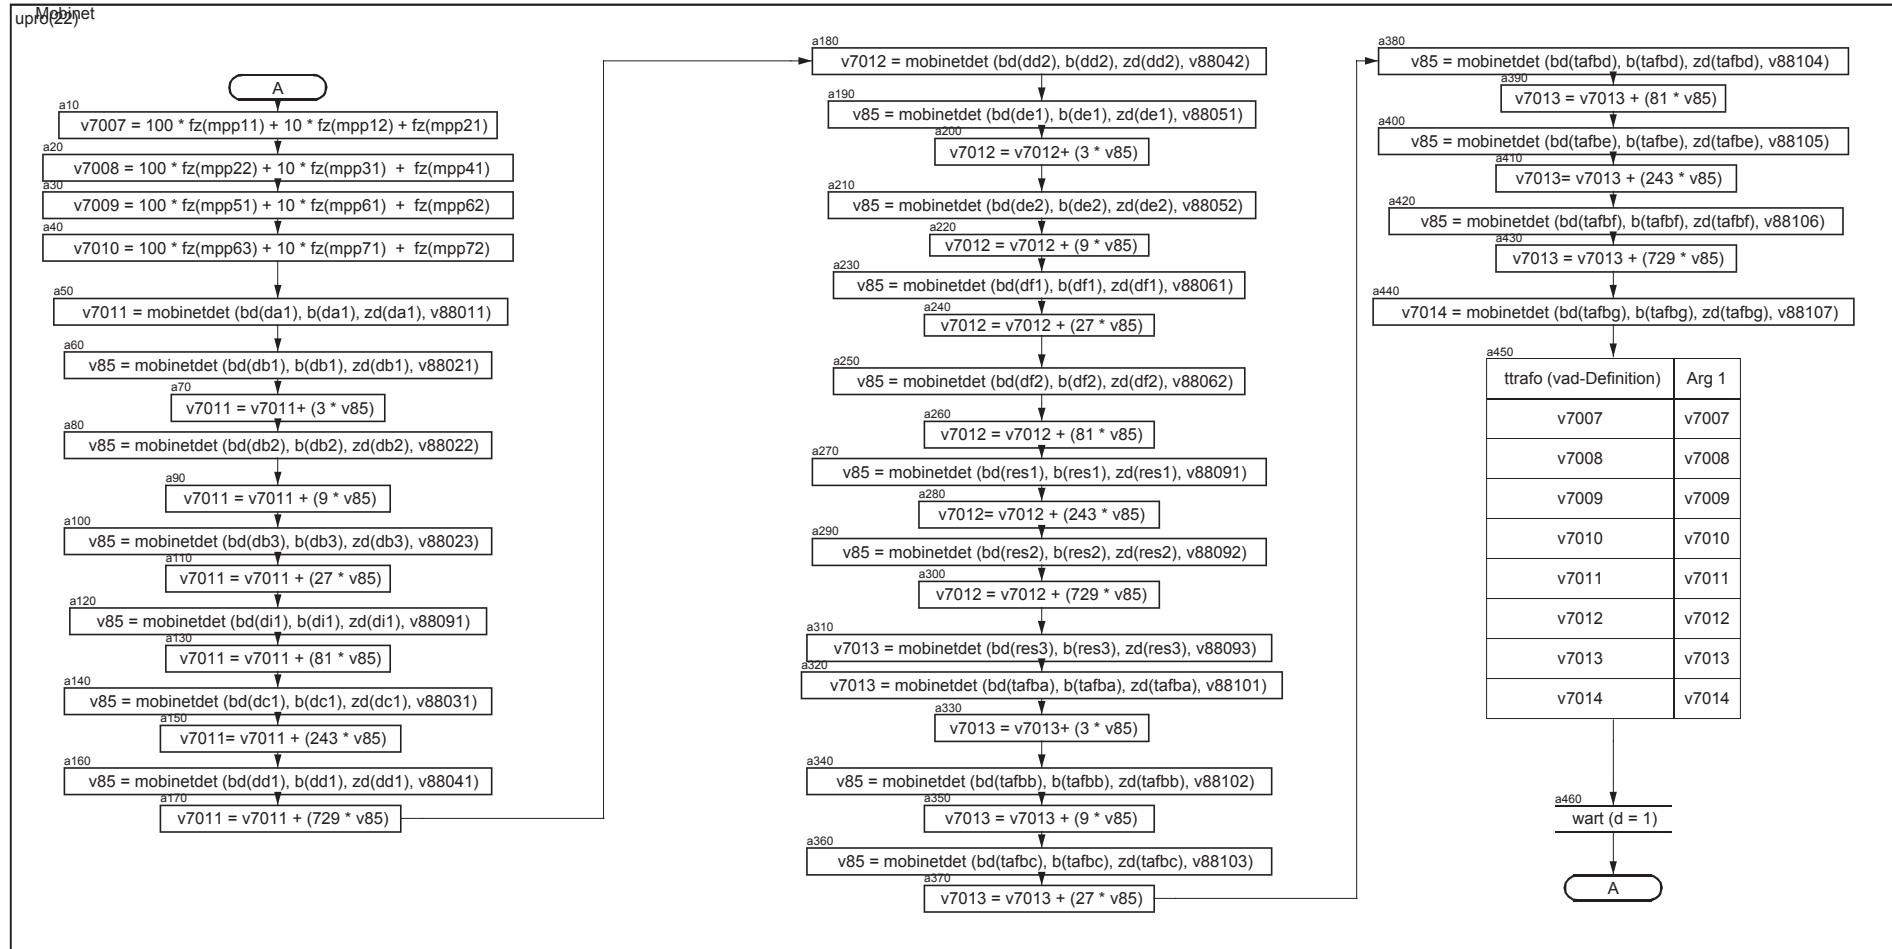 Mobinet
upro(22)
A
a10
v7007 = 100 * fz(mpp11) + 10 * fz(mpp12) + fz(mpp21)
a20
v7008 = 100 * fz(mpp22) + 10 * fz(mpp31) + fz(mpp41)
a30
v7009 = 100 * fz(mpp51) + 10 * fz(mpp61) + fz(mpp62)
a40
v7010 = 100 * fz(mpp63) + 10 * fz(mpp71) + fz(mpp72)
a50
v7011 = mobinetdet (bd(da1), b(da1), zd(da1), v88011)
a60
v85 = mobinetdet (bd(db1), b(db1), zd(db1), v88021)
a70
v7011 = v7011+ (3 * v85)
a80
v85 = mobinetdet (bd(db2), b(db2), zd(db2), v88022)
a90
v7011 = v7011 + (9 * v85)
a100
v85 = mobinetdet (bd(db3), b(db3), zd(db3), v88023)
a110
v7011 = v7011 + (27 * v85)
a120
v85 = mobinetdet (bd(di1), b(di1), zd(di1), v88091)
a130
v7011 = v7011 + (81 * v85)
a140
v85 = mobinetdet (bd(dc1), b(dc1), zd(dc1), v88031)
a150
v7011= v7011 + (243 * v85)
a160
v85 = mobinetdet (bd(dd1), b(dd1), zd(dd1), v88041)
a170
v7011 = v7011 + (729 * v85)
a180
v7012 = mobinetdet (bd(dd2), b(dd2), zd(dd2), v88042)
a190
v85 = mobinetdet (bd(de1), b(de1), zd(de1), v88051)
a200
v7012 = v7012+ (3 * v85)
a210
v85 = mobinetdet (bd(de2), b(de2), zd(de2), v88052)
a220
v7012 = v7012 + (9 * v85)
a230
v85 = mobinetdet (bd(df1), b(df1), zd(df1), v88061)
a240
v7012 = v7012 + (27 * v85)
a250
v85 = mobinetdet (bd(df2), b(df2), zd(df2), v88062)
a260
v7012 = v7012 + (81 * v85)
a270
v85 = mobinetdet (bd(res1), b(res1), zd(res1), v88091)
a280
v7012= v7012 + (243 * v85)
a290
v85 = mobinetdet (bd(res2), b(res2), zd(res2), v88092)
a300
v7012 = v7012 + (729 * v85)
a310
v7013 = mobinetdet (bd(res3), b(res3), zd(res3), v88093)
a320
v7013 = mobinetdet (bd(tafba), b(tafba), zd(tafba), v88101)
a330
v7013 = v7013+ (3 * v85)
a340
v85 = mobinetdet (bd(tafbb), b(tafbb), zd(tafbb), v88102)
a350
v7013 = v7013 + (9 * v85)
a360
v85 = mobinetdet (bd(tafbc), b(tafbc), zd(tafbc), v88103)
a370
v7013 = v7013 + (27 * v85)
a380
v85 = mobinetdet (bd(tafbd), b(tafbd), zd(tafbd), v88104)
a390
v7013 = v7013 + (81 * v85)
a400
v85 = mobinetdet (bd(tafbe), b(tafbe), zd(tafbe), v88105)
a410
v7013= v7013 + (243 * v85)
a420
v85 = mobinetdet (bd(tafbf), b(tafbf), zd(tafbf), v88106)
a430
v7013 = v7013 + (729 * v85)
a440
v7014 = mobinetdet (bd(tafbg), b(tafbg), zd(tafbg), v88107)
a450
ttrafo (vad-Definition) Arg 1
v7007 v7007
v7008 v7008
v7009 v7009
v7010 v7010
v7011 v7011
v7012 v7012
v7013 v7013
v7014 v7014
a460
wart (d = 1)
A